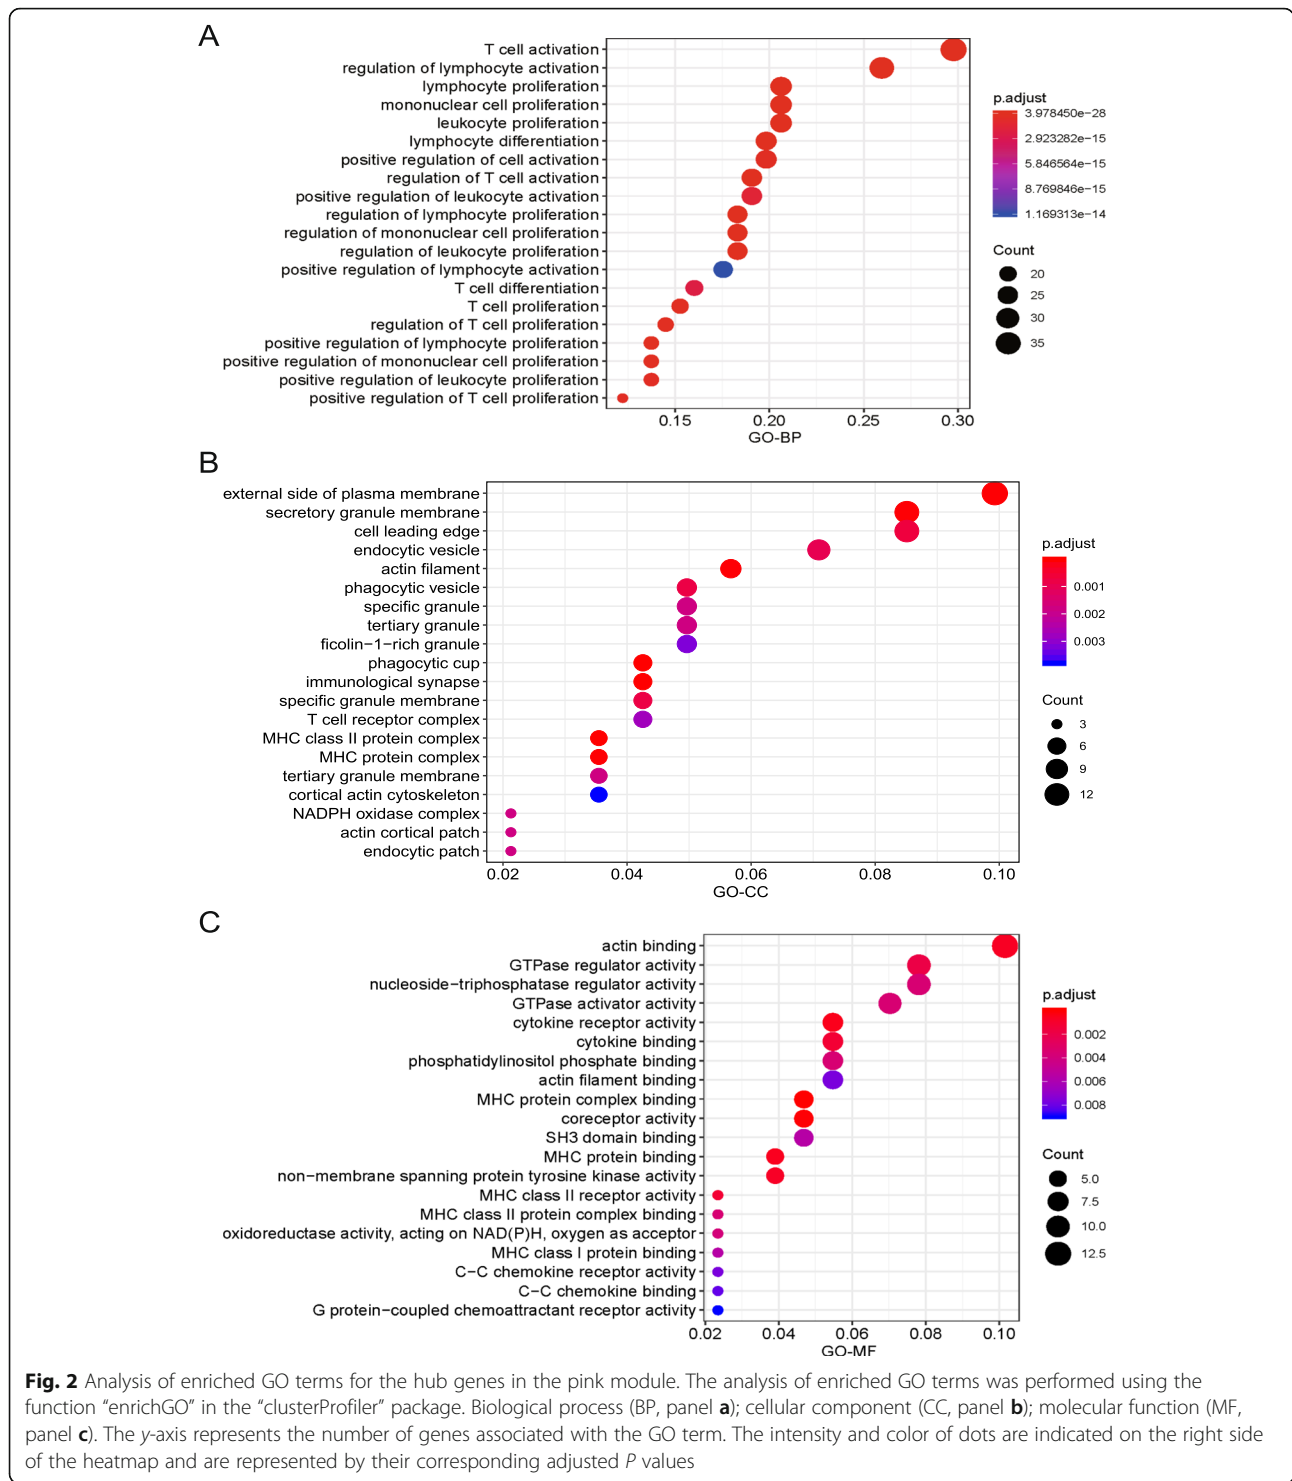 A
T cell activation
regulation of lymphocyte activation
lymphocyte proliferation
mononuclear cell proliferation
leukocyte proliferation
lymphocyte differentiation
positive regulation of cell activation
regulation of T cell activation
positive regulation of leukocyte activation
regulation of lymphocyte proliferation
regulation of mononuclear cell proliferation
regulation of leukocyte proliferation
positive regulation of lymphocyte activation
T cell differentiation
T cell proliferation
regulation of T cell proliferation
positive regulation of lymphocyte proliferation
positive regulation of mononuclear cell proliferation
positive regulation of leukocyte proliferation
positive regulation of T cell proliferation
0.15 0.20 0.25 0.30
GO-BP
p.adjust
3.978450e−28
2.923282e−15
5.846564e−15
8.769846e−15
1.169313e−14
Count
20
25
30
35
B
external side of plasma membrane
secretory granule membrane
cell leading edge
endocytic vesicle
actin filament
phagocytic vesicle
specific granule
tertiary granule
ficolin−1−rich granule
phagocytic cup
immunological synapse
specific granule membrane
T cell receptor complex
MHC class II protein complex
MHC protein complex
tertiary granule membrane
cortical actin cytoskeleton
NADPH oxidase complex
actin cortical patch
endocytic patch
0.02 0.04 0.06 0.08 0.10
GO-CC
p.adjust
0.001
0.002
0.003
Count
3
6
9
12
C
actin binding
GTPase regulator activity
nucleoside−triphosphatase regulator activity
GTPase activator activity
cytokine receptor activity
cytokine binding
phosphatidylinositol phosphate binding
actin filament binding
MHC protein complex binding
coreceptor activity
SH3 domain binding
MHC protein binding
non−membrane spanning protein tyrosine kinase activity
MHC class II receptor activity
MHC class II protein complex binding
oxidoreductase activity, acting on NAD(P)H, oxygen as acceptor
MHC class I protein binding
C−C chemokine receptor activity
C−C chemokine binding
G protein−coupled chemoattractant receptor activity
0.02 0.04 0.06 0.08 0.10
GO-MF
p.adjust
0.002
0.004
0.006
0.008
Count
5.0
7.5
10.0
12.5
Fig. 2 Analysis of enriched GO terms for the hub genes in the pink module. The analysis of enriched GO terms was performed using the
function “enrichGO” in the “clusterProfiler” package. Biological process (BP, panel a); cellular component (CC, panel b); molecular function (MF,
panel c). The y-axis represents the number of genes associated with the GO term. The intensity and color of dots are indicated on the right side
of the heatmap and are represented by their corresponding adjusted P values